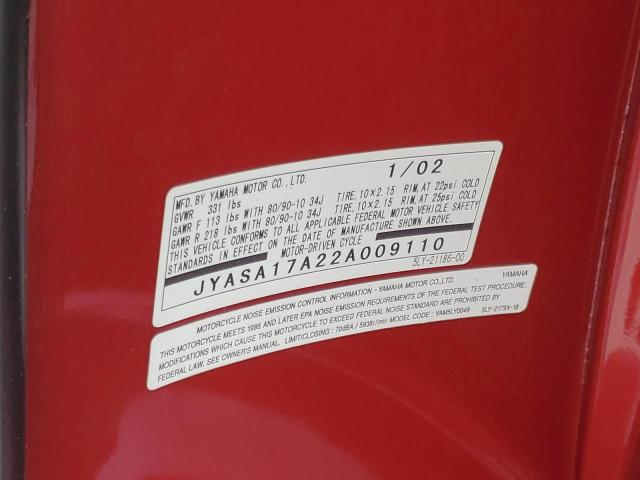 MFD. BY YAMAHA MOTOR CO., LTD. 1/02
GVWR 331 lbs
GAWR F 113 lbs WITH 80/90-10 34J TIRE, 10×2.15 RIM, AT 22psi COLD
GAWR R 218 lbs WITH 80/90-10 34J TIRE, 10×2.15 RIM, AT 25psi COLD
THIS VEHICLE CONFORMS TO ALL APPLICABLE FEDERAL MOTOR VEHICLE SAFETY
STANDARDS IN EFFECT ON THE DATE OF MANUFACTURE SHOWN ABOVE.
MOTOR-DRIVEN CYCLE
JYASA17A22A009110
5LY-21186-00
MOTORCYCLE NOISE EMISSION CONTROL INFORMATION - YAMAHA MOTOR CO.,LTD. YAMAHA
THIS MOTORCYCLE MEETS 1986 AND LATER EPA NOISE EMISSION REQUIREMENTS OF THE FEDERAL TEST PROCEDURE.
MODIFICATIONS WHICH CAUSE THIS MOTORCYCLE TO EXCEED FEDERAL NOISE STANDARD ARE PROHIBITED BY
FEDERAL LAW. SEE OWNER'S MANUAL. LIMIT/CLOSING : 70dBA / 5938r/min MODEL CODE : YAM5LY0049 5LY-2179X-10